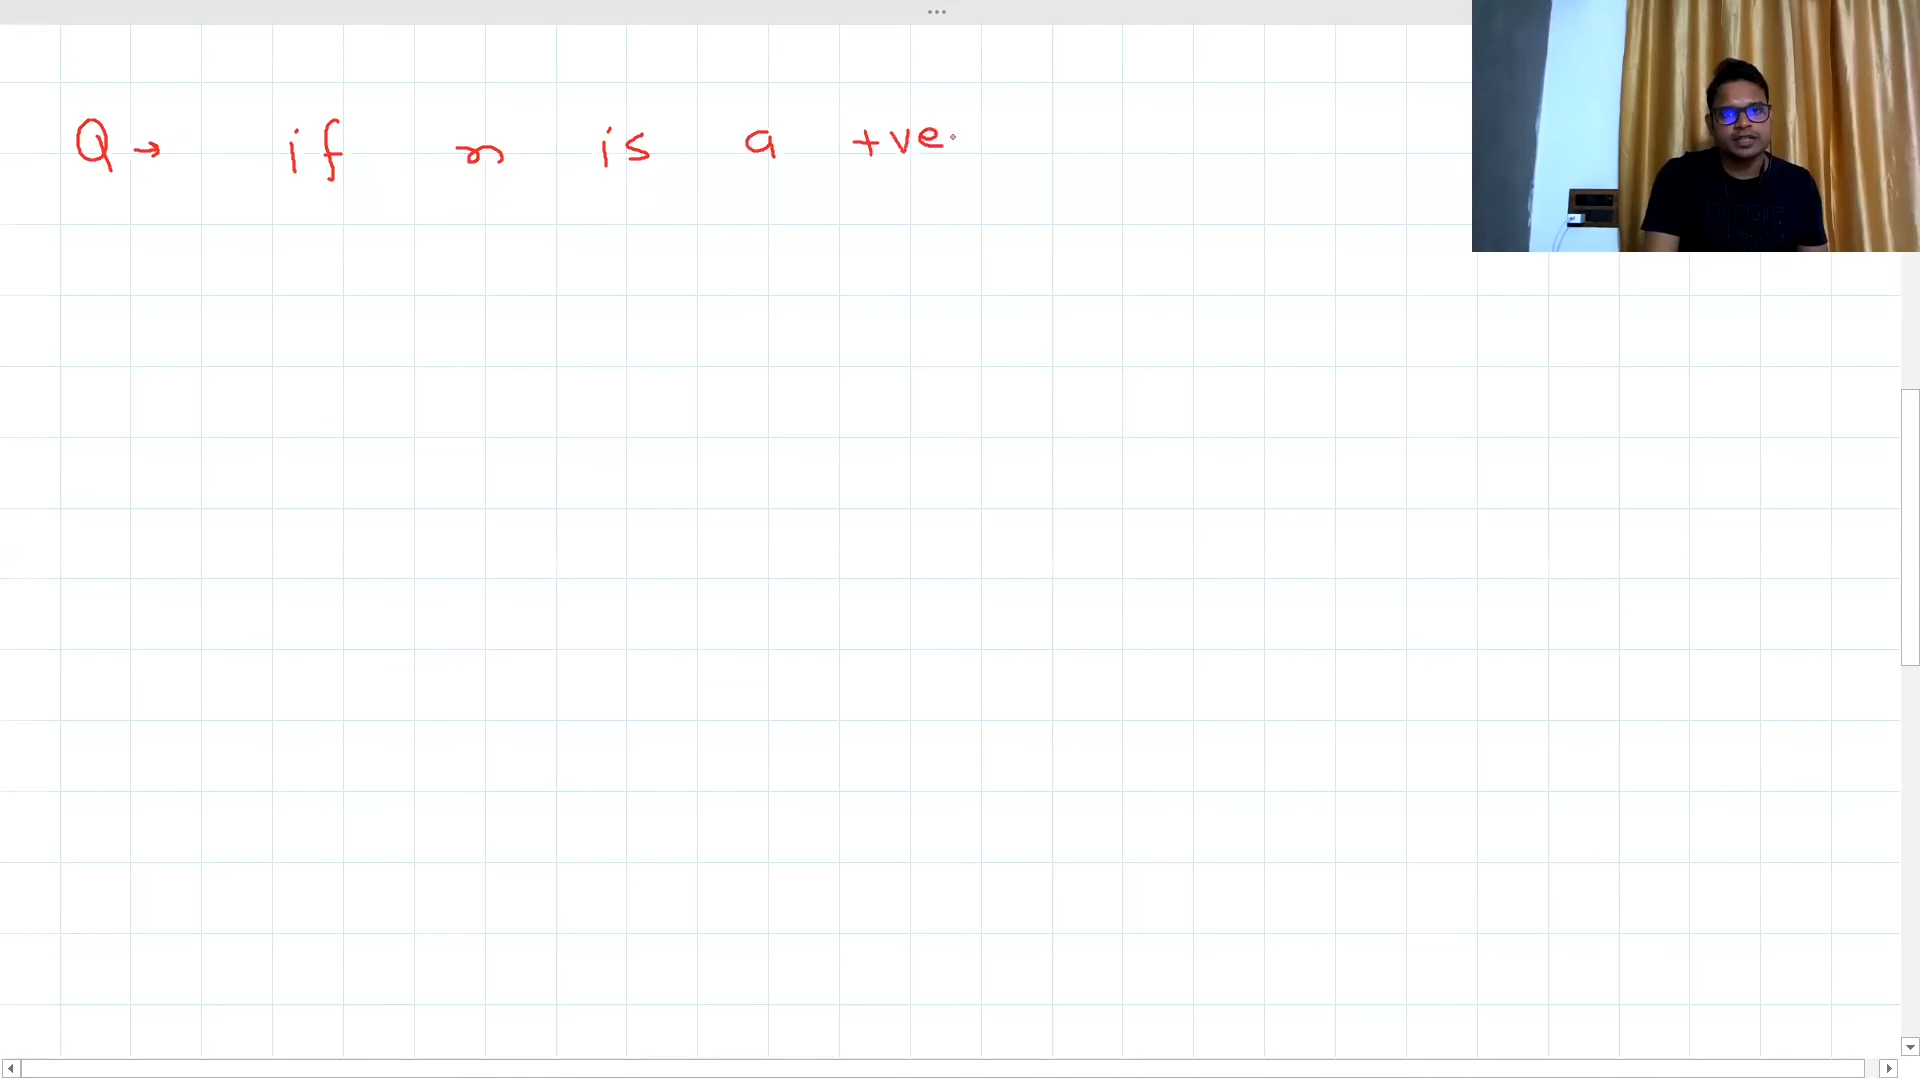 Q → if n is a +ve